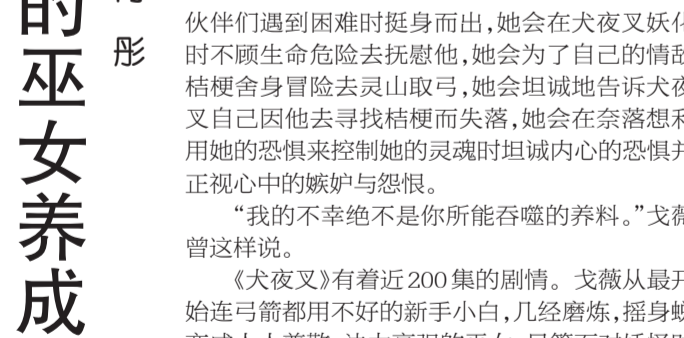 的
巫
女
养
成
彤
伙伴们遇到困难时挺身而出,她会在犬夜叉妖
时不顾生命危险去抚慰他,她会为了自己的情敌
桔梗舍身冒险去灵山取弓,她会坦诚地告诉犬夜
叉自己因他去寻找桔梗而失落,她会在奈落想利
用她的恐惧来控制她的灵魂时坦诚内心的恐惧并
正视心中的嫉妒与怨恨。
“我的不幸绝不是你所能吞噬的养料。”戈薇
曾这样说。
《犬夜叉》有着近200集的剧情。戈薇从最开
始连弓箭都用不好的新手小白,几经磨炼,摇身